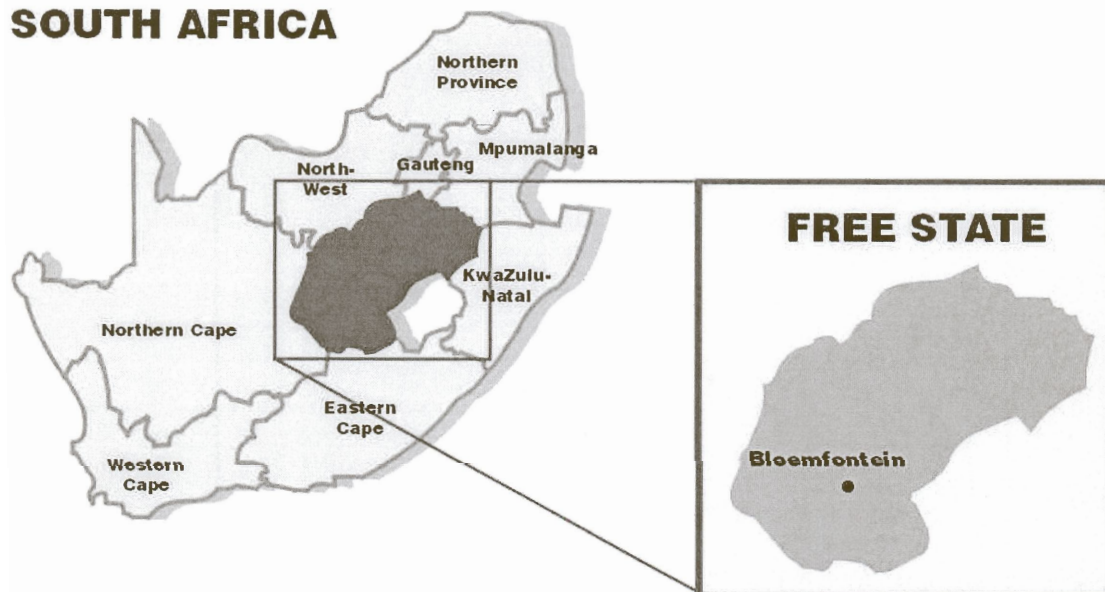 SOUTH AFRICA
Northern
Province
Mpumalanga
Gauteng
North-
West
FREE STATE
KwaZulu-
Natal
Northern Cape
Eastern
Cape
Bloemfontein
Western
Cape